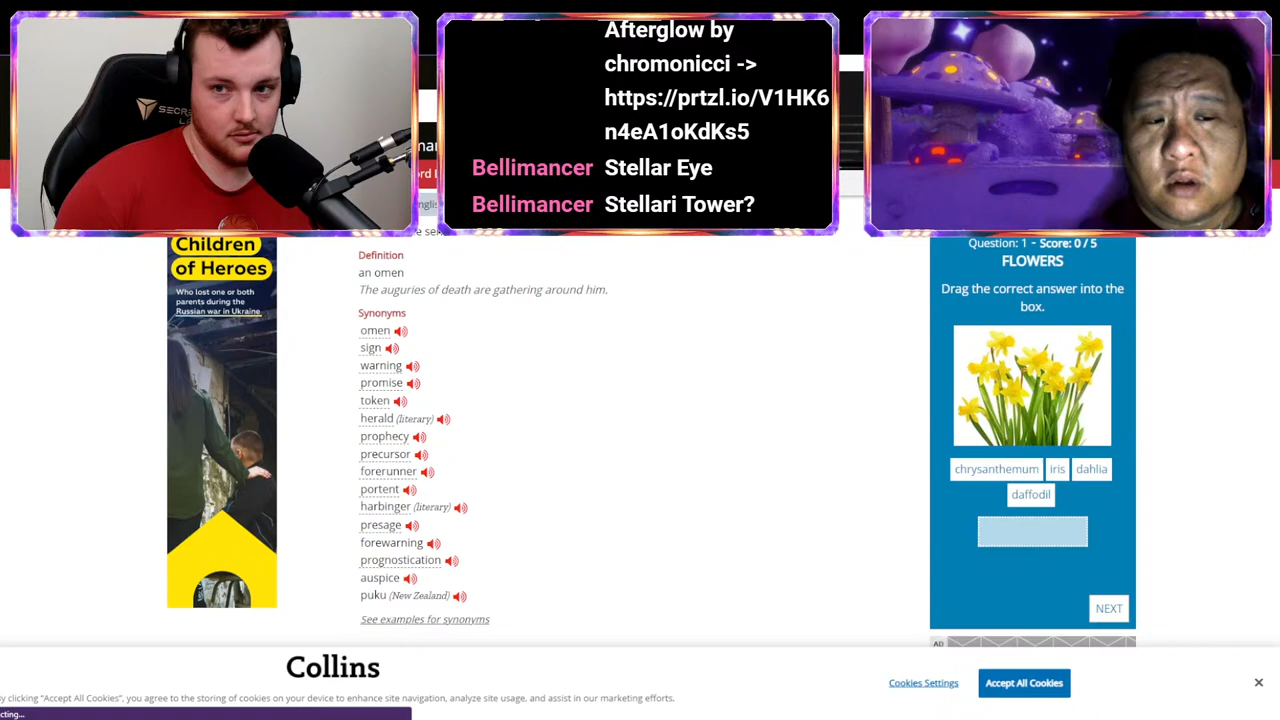 SECRE
Afterglow by
chromonicci ->
https://prtzl.io/V1HK6
n4eA1oKdKs5
Bellimancer Stellar Eye
Bellimancer Stellari Tower?
Children
of Heroes
Who lost one or both
parents during the
Russian war in Ukraine
Definition
an omen
The auguries of death are gathering around him.
Synonyms
omen
sign
warning
promise
token
herald (literary)
prophecy
precursor
forerunner
portent
harbinger (literary)
presage
forewarning
prognostication
auspice
puku (New Zealand)
See examples for synonyms
Question: 1 - Score: 0 / 5
FLOWERS
Drag the correct answer into the
box.
chrysanthemum iris dahlia
daffodil
NEXT
AD
Collins
y clicking “Accept All Cookies”, you agree to the storing of cookies on your device to enhance site navigation, analyze site usage, and assist in our marketing efforts.
Cookies Settings
Accept All Cookies
cting...